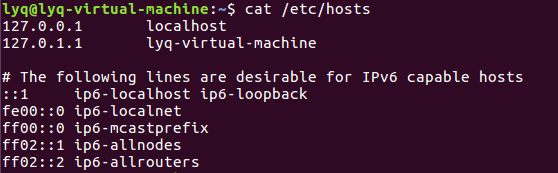 lyq@lyq-virtual-machine:~$ cat /etc/hosts
127.0.0.1       localhost
127.0.1.1       lyq-virtual-machine

# The following lines are desirable for IPv6 capable hosts
::1     ip6-localhost ip6-loopback
fe00::0 ip6-localnet
ff00::0 ip6-mcastprefix
ff02::1 ip6-allnodes
ff02::2 ip6-allrouters